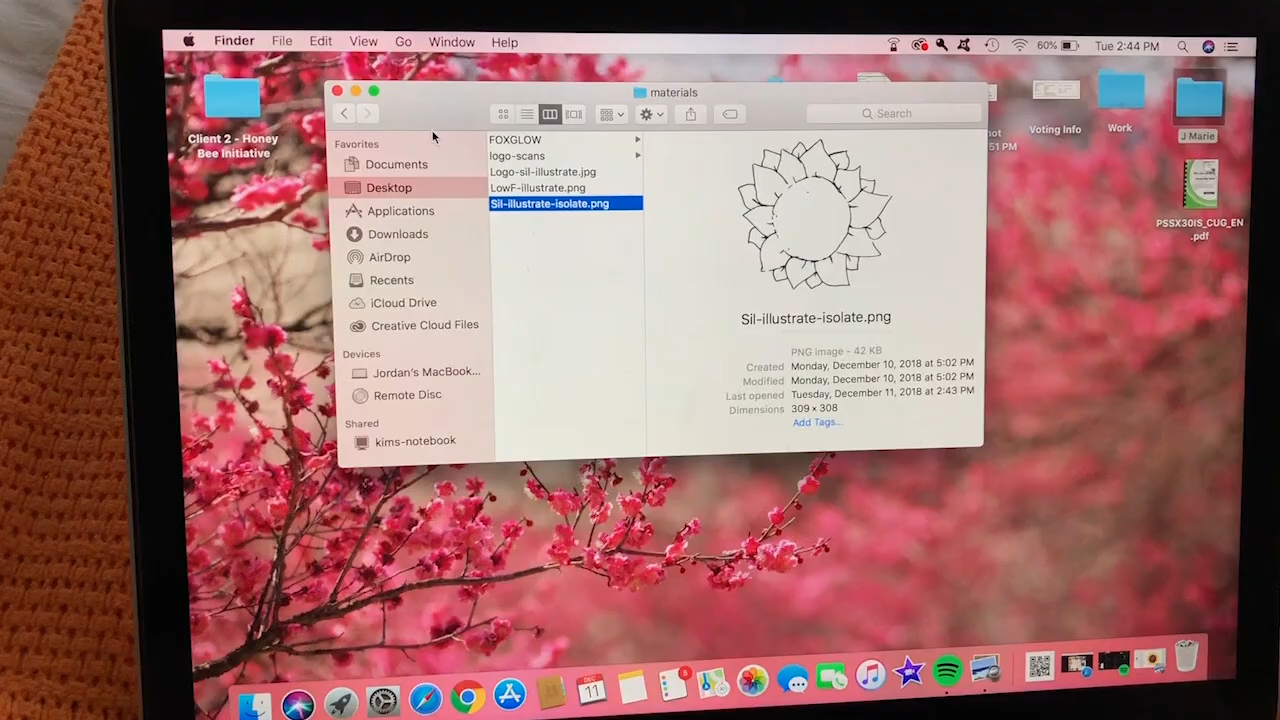 Finder File Edit View Go Window Help 60% Tue 2:44 PM
materials
Search
Client 2 - Honey
Bee Initiative
Favorites
Documents
Desktop
Applications
Downloads
AirDrop
Recents
iCloud Drive
Creative Cloud Files
Devices
Jordan's MacBook...
Remote Disc
Shared
kims-notebook
FOXGLOW
logo-scans
Logo-sil-illustrate.jpg
LowF-illustrate.png
Sil-illustrate-isolate.png
Sil-illustrate-isolate.png
PNG image - 42 KB
Created Monday, December 10, 2018 at 5:02 PM
Modified Monday, December 10, 2018 at 5:02 PM
Last opened Tuesday, December 11, 2018 at 2:43 PM
Dimensions 309 × 308
Add Tags...
51 PM
Voting Info
Work
J Marie
PSSX30IS_CUG_EN
.pdf
DEC
11